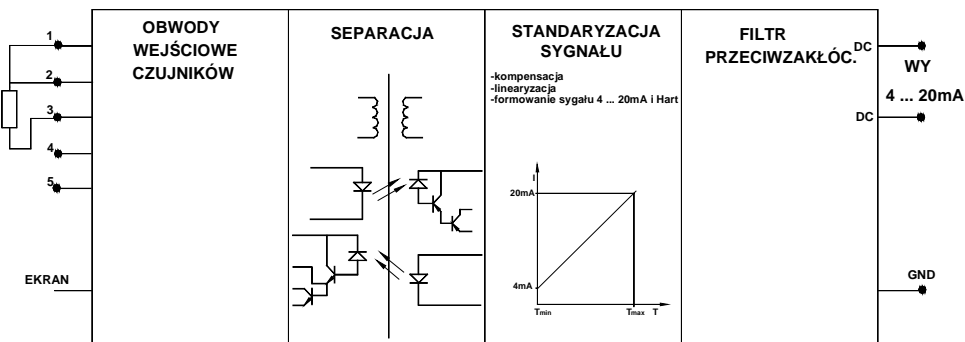 OBWODY
WEJŚCIOWE
CZUJNIKÓW
SEPARACJA
STANDARYZACJA
SYGNAŁU
-kompensacja
-linearyzacja
-formowanie sygału 4 ... 20mA i Hart
FILTR
PRZECIWZAKŁÓC.
1
2
3
4
5
EKRAN
I
20mA
4mA
Tmin
Tmax
T
DC
DC
WY
4 ... 20mA
GND